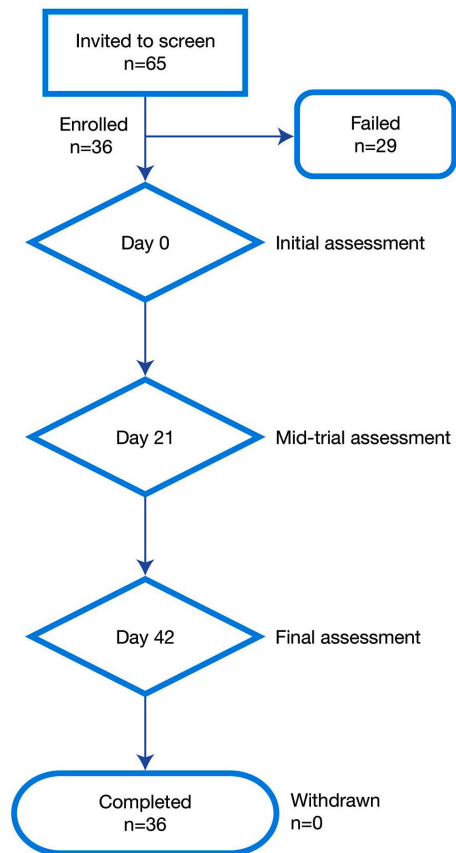 Invited to screen
n=65
Enrolled
n=36
Failed
n=29
Day 0
Initial assessment
Day 21
Mid-trial assessment
Day 42
Final assessment
Completed
n=36
Withdrawn
n=0